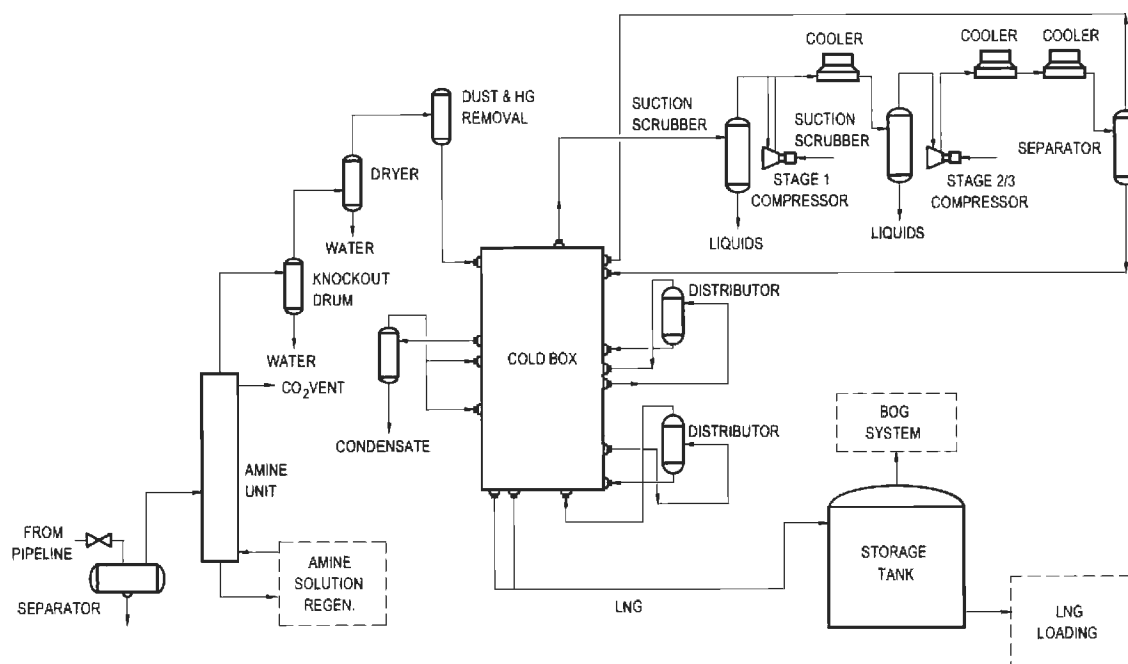 COOLER
COOLER
COOLER
DUST & HG
REMOVAL
SUCTION
SCRUBBER
SUCTION
SCRUBBER
SEPARATOR
DRYER
STAGE 1
COMPRESSOR
STAGE 2/3
COMPRESSOR
WATER
LIQUIDS
LIQUIDS
KNOCKOUT
DRUM
DISTRIBUTOR
WATER
COLD BOX
CO2VENT
BOG
SYSTEM
CONDENSATE
DISTRIBUTOR
AMINE
UNIT
FROM
PIPELINE
STORAGE
TANK
AMINE
SOLUTION
REGEN.
SEPARATOR
LNG
LNG
LOADING